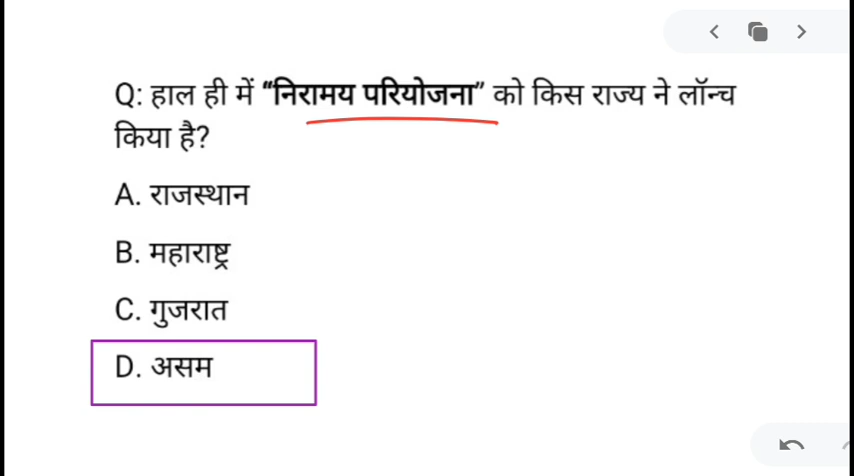 Q: हाल ही में “निरामय परियोजना” को किस राज्य ने लॉन्च
किया है?
A. राजस्थान
B. महाराष्ट्र
C. गुजरात
D. असम